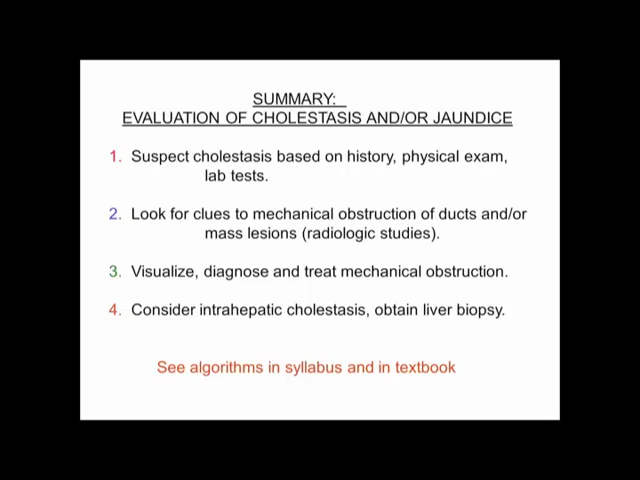 SUMMARY:
EVALUATION OF CHOLESTASIS AND/OR JAUNDICE
1. Suspect cholestasis based on history, physical exam,
lab tests.
2. Look for clues to mechanical obstruction of ducts and/or
mass lesions (radiologic studies).
3. Visualize, diagnose and treat mechanical obstruction.
4. Consider intrahepatic cholestasis, obtain liver biopsy.
See algorithms in syllabus and in textbook